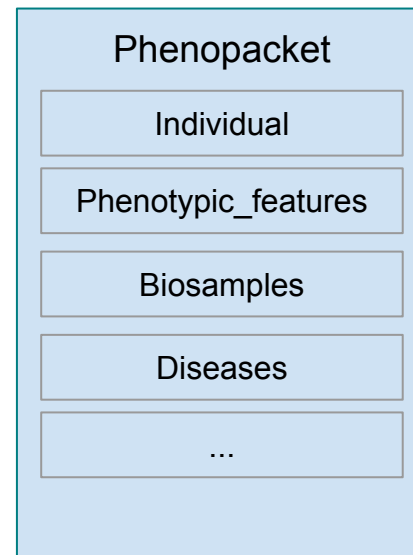 Phenopacket
Individual
Phenotypic_features
Biosamples
Diseases
...